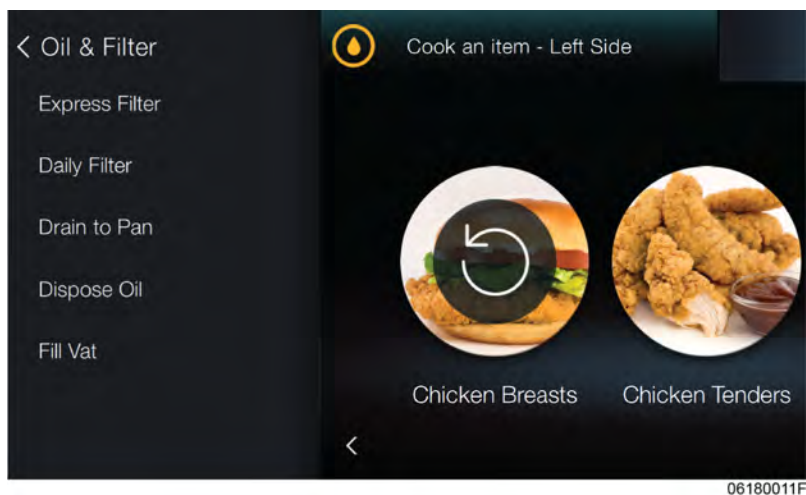 Oil & Filter
Express Filter
Daily Filter
Drain to Pan
Dispose Oil
Fill Vat
Cook an item - Left Side
Chicken Breasts
Chicken Tenders
06180011F